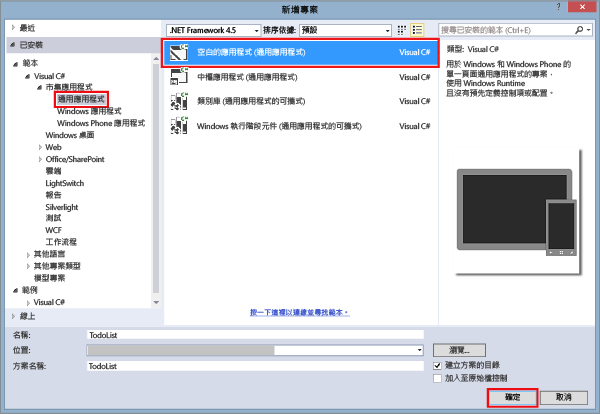 新增專案
? ×
最近
已安裝
範本
Visual C#
市集應用程式
通用應用程式
Windows 應用程式
Windows Phone 應用程式
Windows 桌面
Web
Office/SharePoint
雲端
LightSwitch
報告
Silverlight
測試
WCF
工作流程
其他語言
其他專案類型
模型專案
範例
Visual C#
線上
.NET Framework 4.5 排序依據: 預設
空白的應用程式 (通用應用程式) Visual C#
中樞應用程式 (通用應用程式) Visual C#
類別庫 (通用應用程式的可攜式) Visual C#
Windows 執行階段元件 (通用應用程式的可攜式) Visual C#
按一下這裡以連線並尋找範本。
搜尋已安裝的範本 (Ctrl+E)
類型: Visual C#
用於 Windows 和 Windows Phone 的
單一頁面通用應用程式的專案，
使用 Windows Runtime
且沒有預先定義控制項或配置。
名稱: TodoList
位置: 瀏覽...
方案名稱: TodoList
建立方案的目錄
加入至原始檔控制
確定 取消